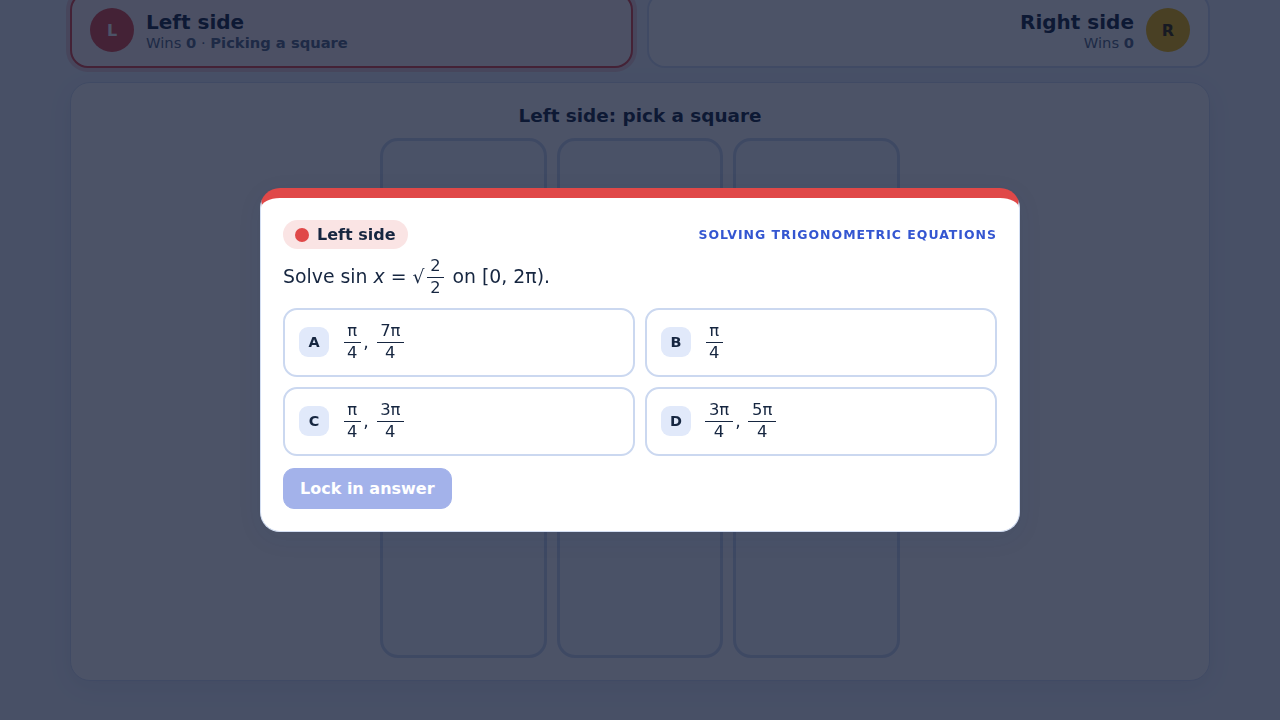 L
Left side
Wins 0 · Picking a square
Right side
Wins 0
R
Left side: pick a square
Left side
SOLVING TRIGONOMETRIC EQUATIONS
Solve sin x = √2/2 on [0, 2π).
A π/4, 7π/4
B π/4
C π/4, 3π/4
D 3π/4, 5π/4
Lock in answer